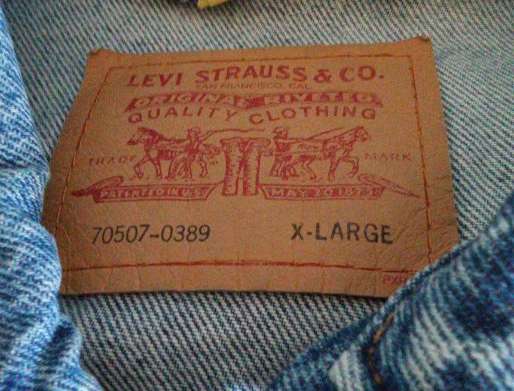 LEVI STRAUSS & CO.
SAN FRANCISCO, CAL.
ORIGINAL RIVETED
QUALITY CLOTHING
TRADE MARK
PATENTED IN U.S. MAY 20 1873
70507-0389 X-LARGE